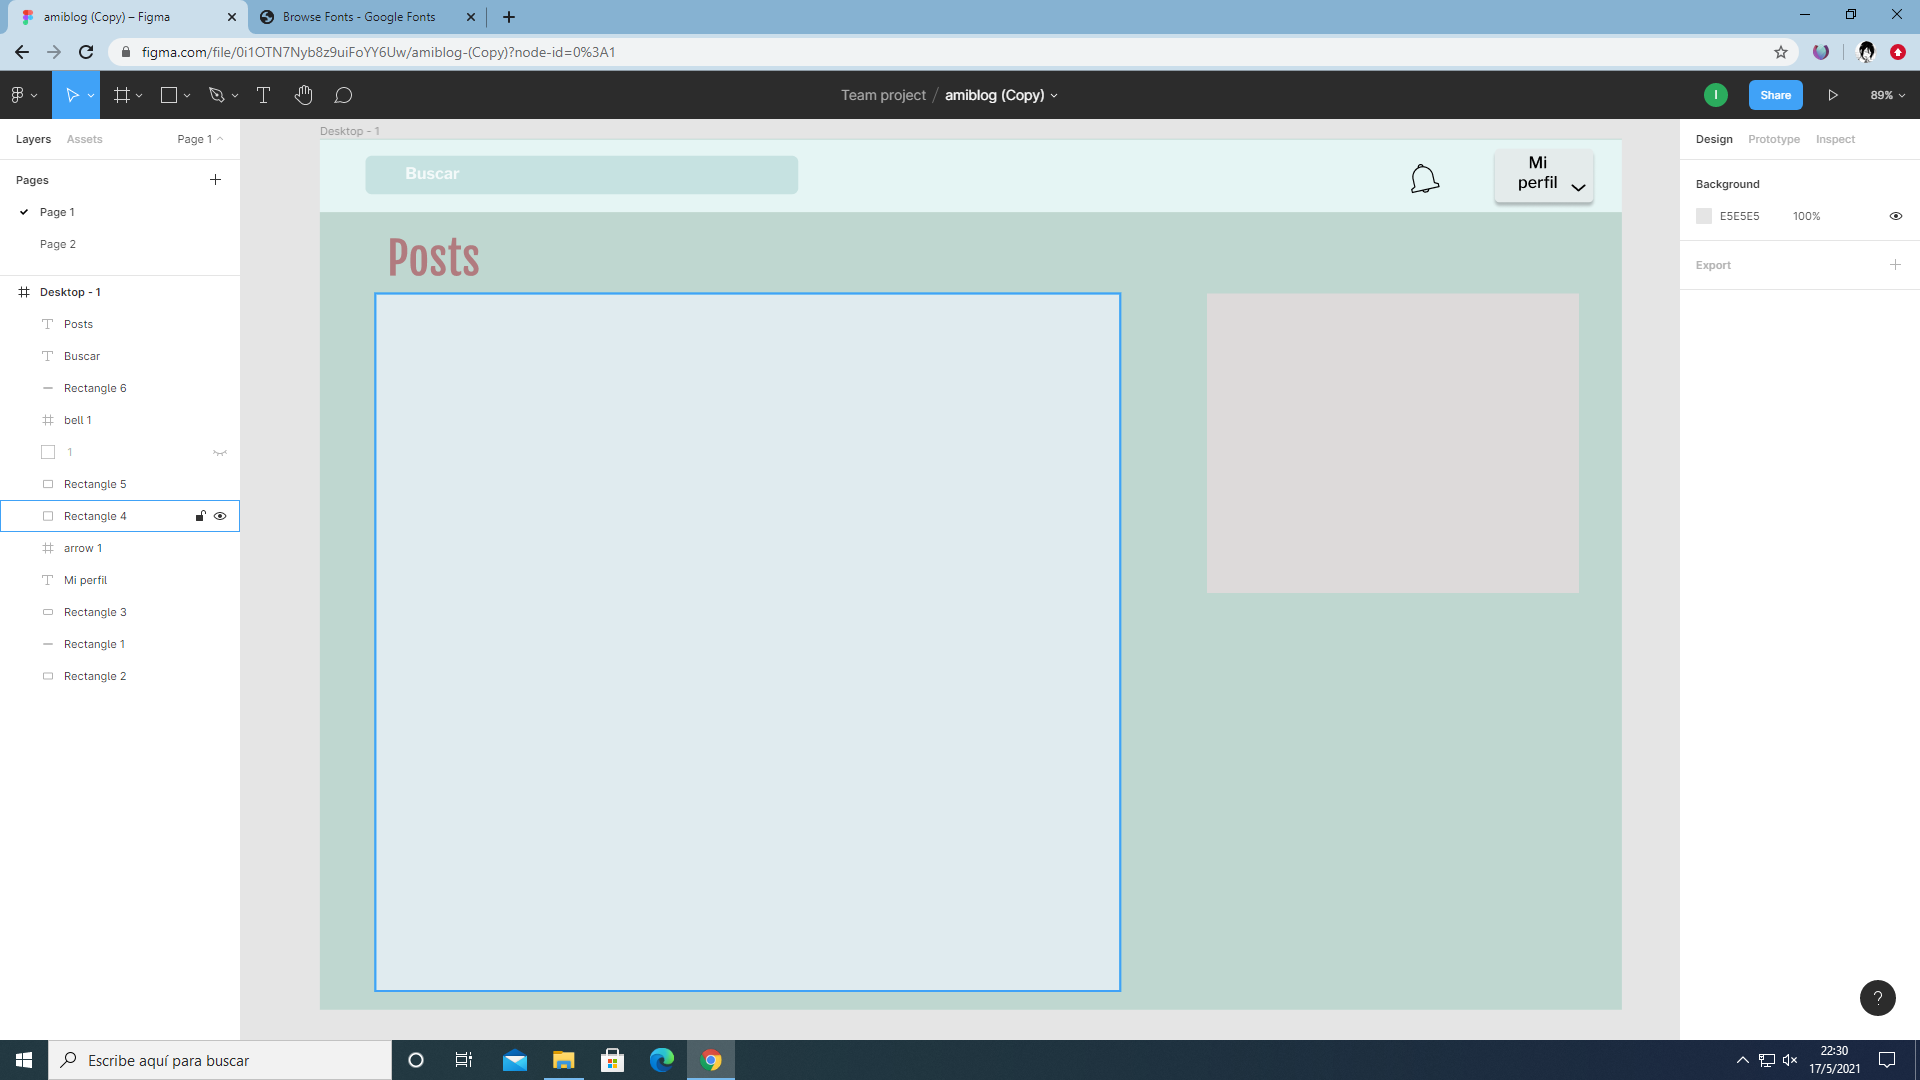 amiblog (Copy) – Figma
Browse Fonts - Google Fonts
figma.com/file/0i1OTN7Nyb8z9uiFoYY6Uw/amiblog-(Copy)?node-id=0%3A1
Team project / amiblog (Copy)
I
Share
89%
Layers
Assets
Page 1
Pages
Page 1
Page 2
Desktop - 1
Posts
Buscar
Rectangle 6
bell 1
1
Rectangle 5
Rectangle 4
arrow 1
Mi perfil
Rectangle 3
Rectangle 1
Rectangle 2
Desktop - 1
Buscar
Mi
perfil
Posts
Design
Prototype
Inspect
Background
E5E5E5
100%
Export
?
Escribe aquí para buscar
22:30
17/5/2021